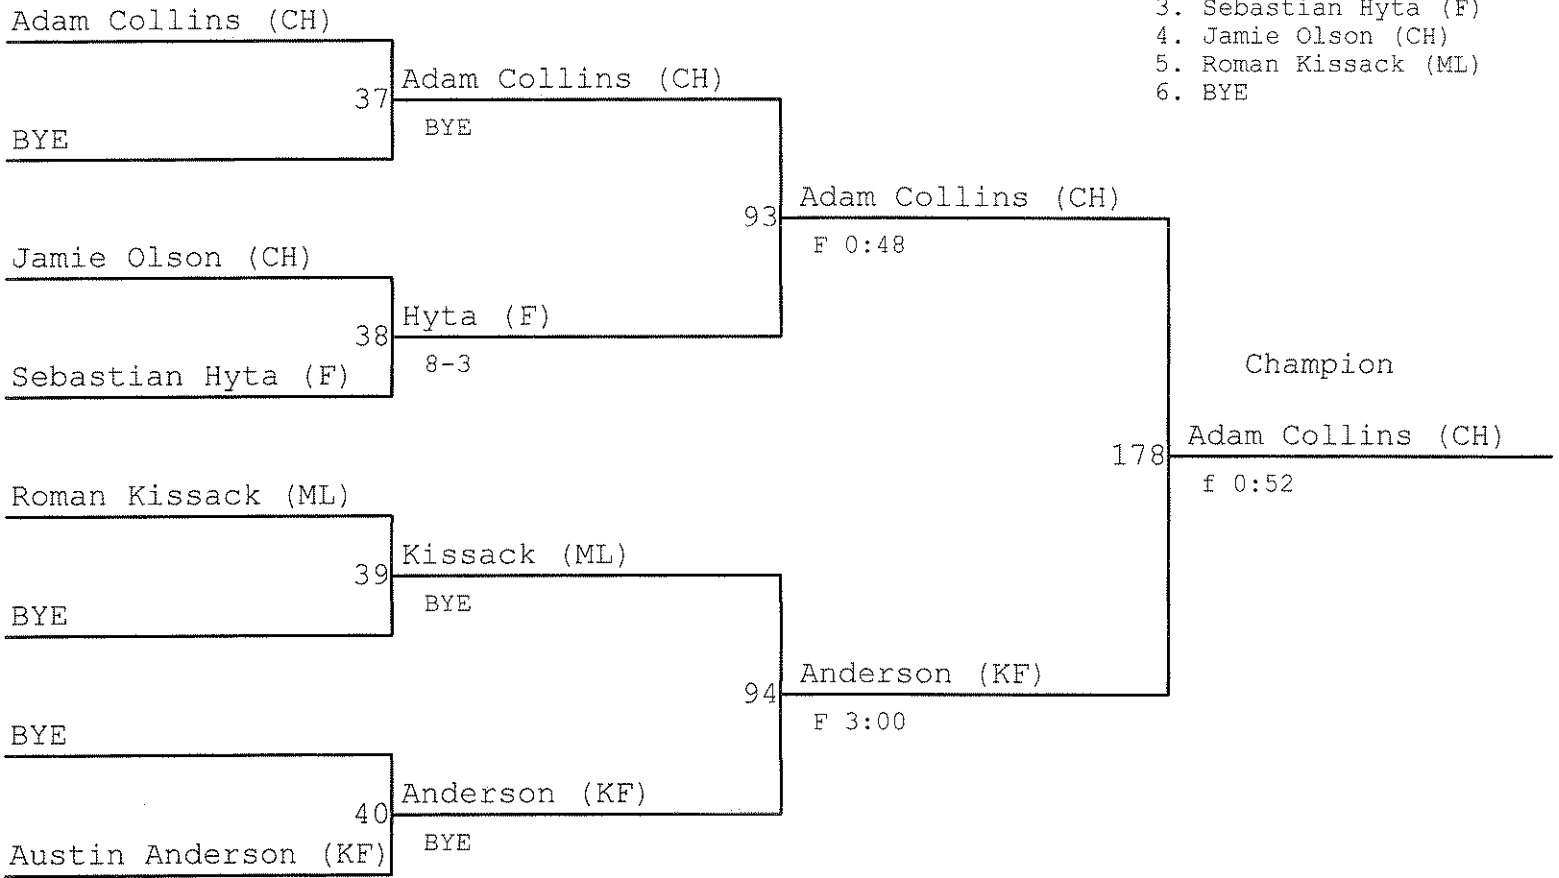 Adam Collins (CH)
37
Adam Collins (CH)
BYE
BYE
93
Adam Collins (CH)
F 0:48
Jamie Olson (CH)
38
Hyta (F)
8-3
Sebastian Hyta (F)
Champion
178
Adam Collins (CH)
f 0:52
Roman Kissack (ML)
39
Kissack (ML)
BYE
BYE
94
Anderson (KF)
F 3:00
BYE
40
Anderson (KF)
BYE
Austin Anderson (KF)
3. Sebastian Hyta (F)
4. Jamie Olson (CH)
5. Roman Kissack (ML)
6. BYE